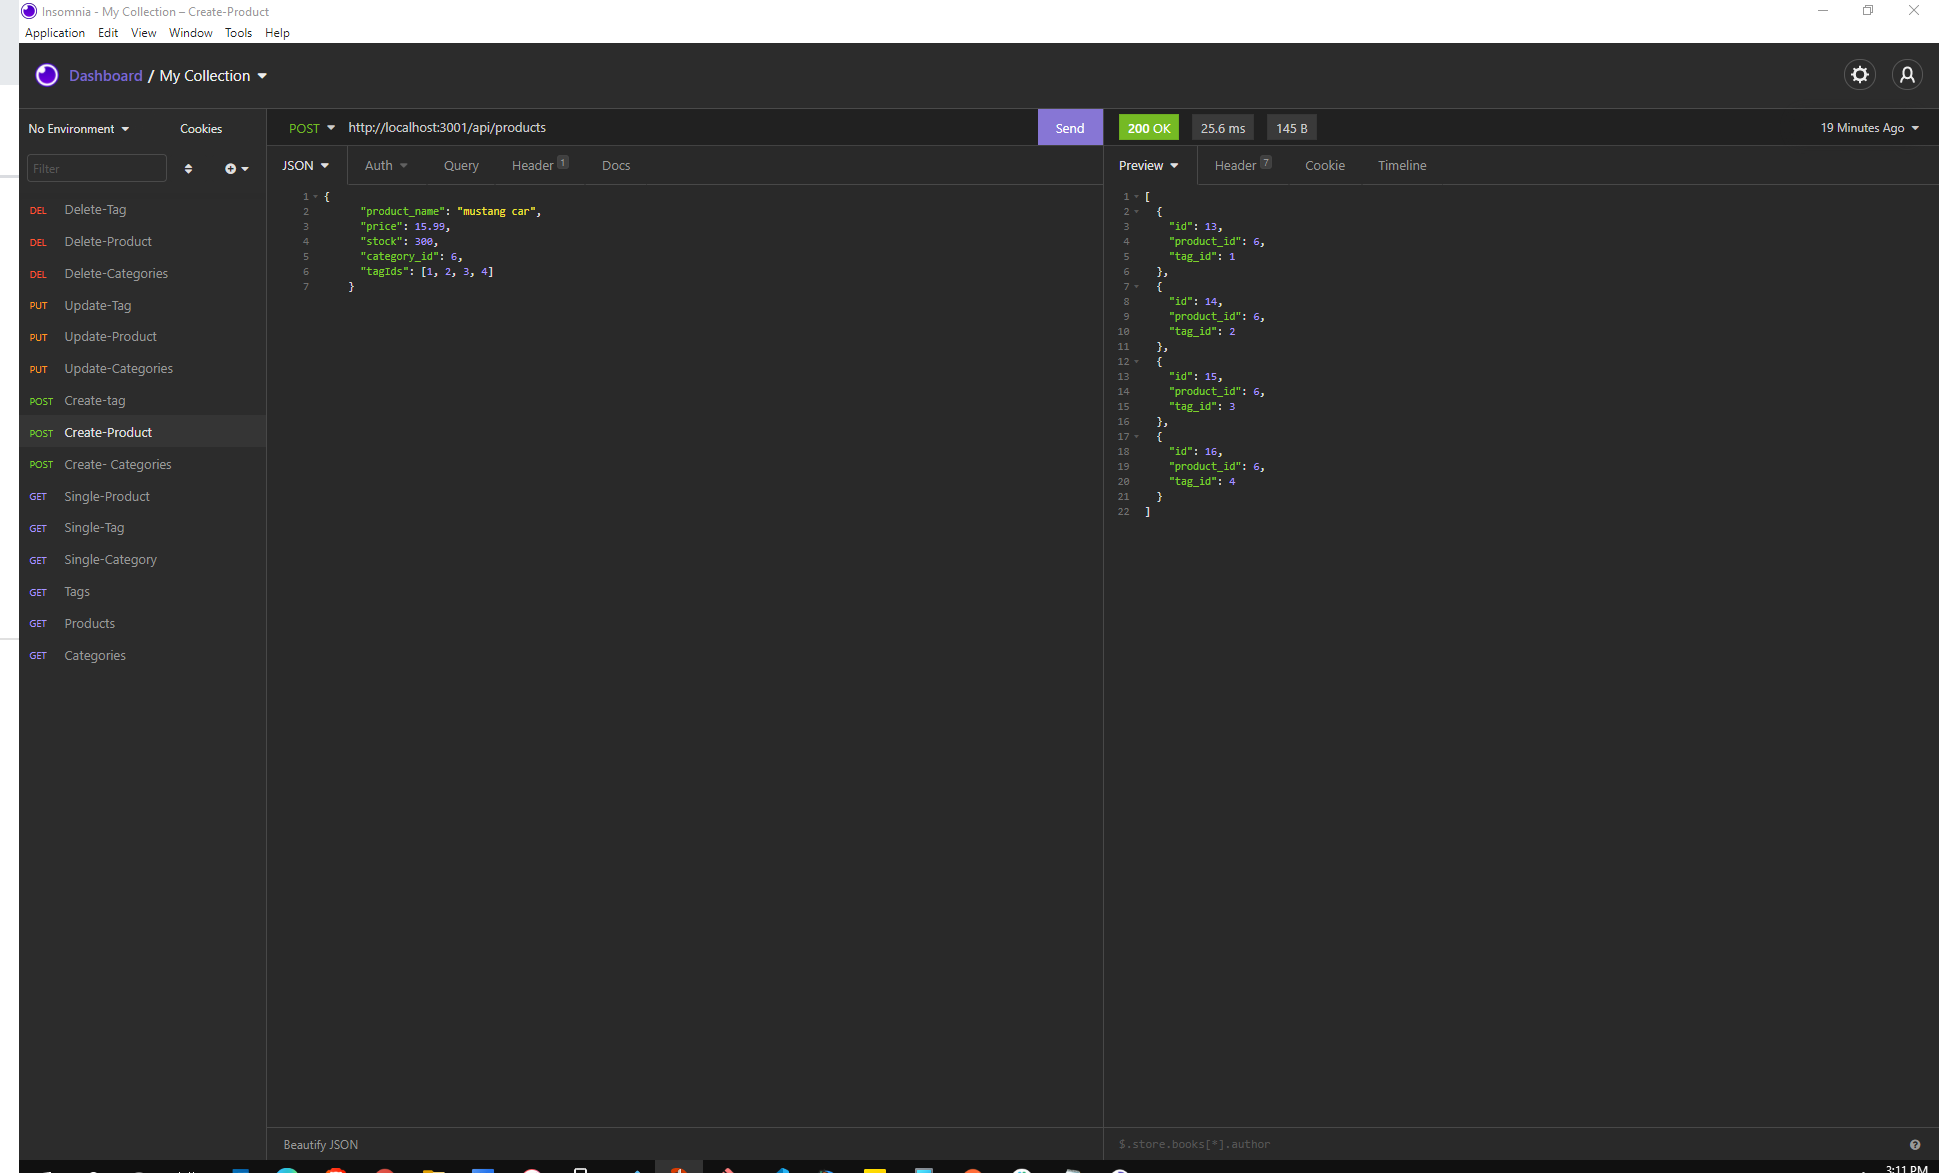 Insomnia - My Collection – Create-Product
Application Edit View Window Tools Help
Dashboard / My Collection
No Environment Cookies
Filter
DEL Delete-Tag
DEL Delete-Product
DEL Delete-Categories
PUT Update-Tag
PUT Update-Product
PUT Update-Categories
POST Create-tag
POST Create-Product
POST Create- Categories
GET Single-Product
GET Single-Tag
GET Single-Category
GET Tags
GET Products
GET Categories
POST http://localhost:3001/api/products Send
JSON Auth Query Header 1 Docs
1 {
2 "product_name": "mustang car",
3 "price": 15.99,
4 "stock": 300,
5 "category_id": 6,
6 "tagIds": [1, 2, 3, 4]
7 }
Beautify JSON
200 OK 25.6 ms 145 B 19 Minutes Ago
Preview Header 7 Cookie Timeline
1 [
2 {
3 "id": 13,
4 "product_id": 6,
5 "tag_id": 1
6 },
7 {
8 "id": 14,
9 "product_id": 6,
10 "tag_id": 2
11 },
12 {
13 "id": 15,
14 "product_id": 6,
15 "tag_id": 3
16 },
17 {
18 "id": 16,
19 "product_id": 6,
20 "tag_id": 4
21 }
22 ]
$.store.books[*].author
3:11 PM